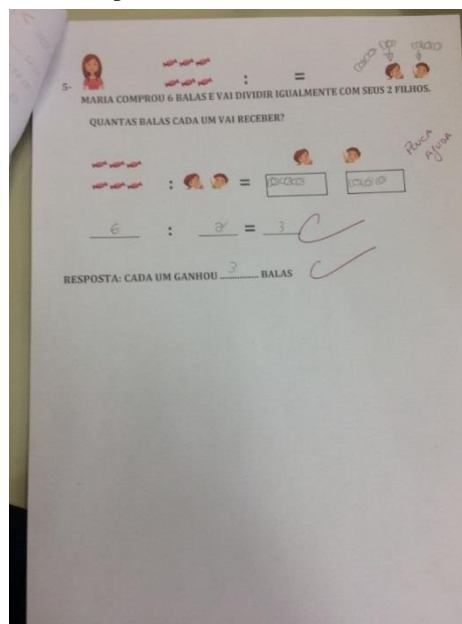 : =
5- MARIA COMPROU 6 BALAS E VAI DIVIDIR IGUALMENTE COM SEUS 2 FILHOS.
QUANTAS BALAS CADA UM VAI RECEBER?
POUCA
AJUDA
: =
6 : 2 = 3 C
RESPOSTA: CADA UM GANHOU ....3.... BALAS C